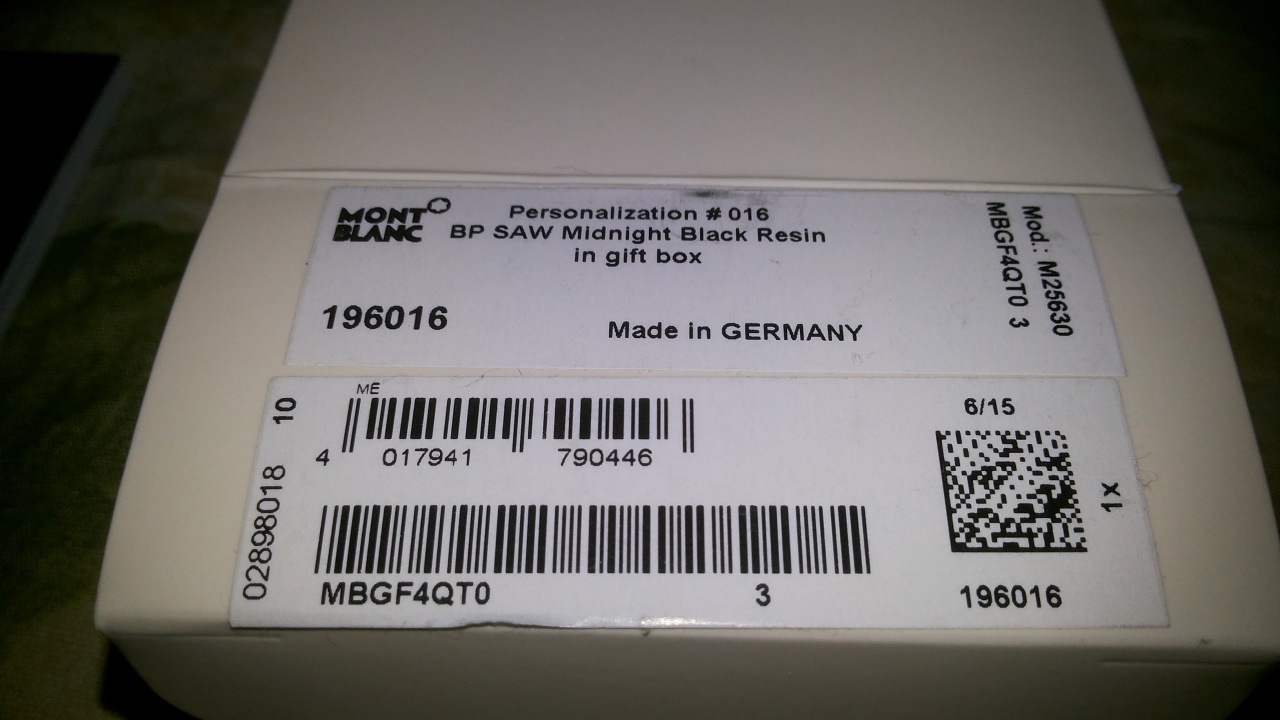 MONT
BLANC
Personalization # 016
BP SAW Midnight Black Resin
in gift box
196016
Made in GERMANY
Mod.: M25630
MBGF4QT0 3
02898018 10
ME
4 017941 790446
MBGF4QT0 3
6/15
1x
196016